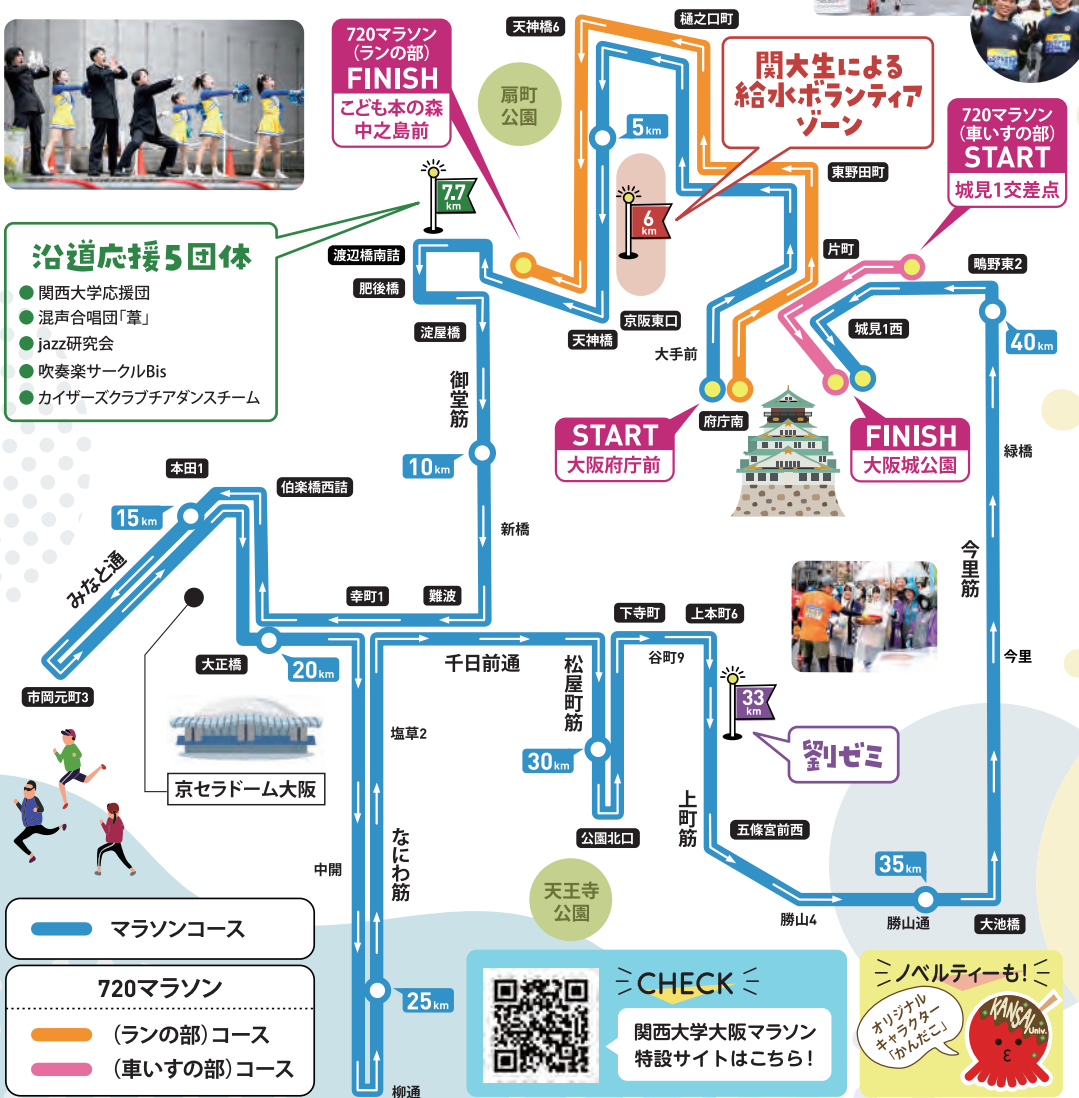 720マラソン
(ランの部)
FINISH
こども本の森
中之島前
天神橋6
樋之口町
扇町
公園
関大生による
給水ボランティア
ゾーン
720マラソン
(車いすの部)
START
城見1交差点
5km
東野田町
7.7
km
6
km
沿道応援5団体
● 関西大学応援団
● 混声合唱団「葦」
● jazz研究会
● 吹奏楽サークルBis
● カイザーズクラブチアダンスチーム
渡辺橋南詰
肥後橋
淀屋橋
天神橋
京阪東口
大手前
片町
鴫野東2
城見1西
40km
御堂筋
府庁南
START
大阪府庁前
FINISH
大阪城公園
緑橋
10km
本田1
伯楽橋西詰
15km
新橋
みなと通
今里筋
幸町1
難波
下寺町
上本町6
谷町9
今里
大正橋
20km
千日前通
松屋町筋
市岡元町3
33
km
塩草2
30km
劉ゼミ
京セラドーム大阪
公園北口
上町筋
五條宮前西
なにわ筋
中開
35km
天王寺
公園
勝山4
勝山通
大池橋
マラソンコース
720マラソン
(ランの部)コース
(車いすの部)コース
25km
柳通
CHECK
関西大学大阪マラソン
特設サイトはこちら!
ノベルティーも!
オリジナル
キャラクター
「かんだこ」
KANSAI
Univ.